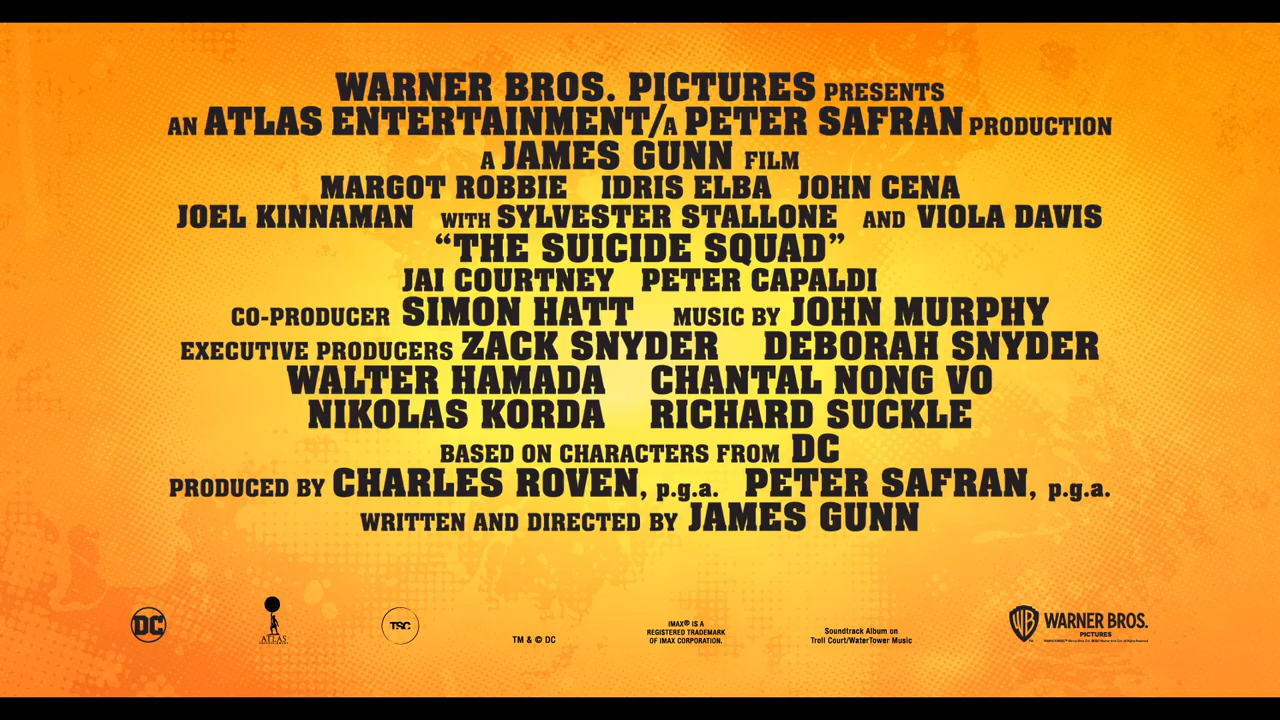 WARNER BROS. PICTURES PRESENTS
AN ATLAS ENTERTAINMENT/A PETER SAFRAN PRODUCTION
A JAMES GUNN FILM
MARGOT ROBBIE IDRIS ELBA JOHN CENA
JOEL KINNAMAN WITH SYLVESTER STALLONE AND VIOLA DAVIS
“THE SUICIDE SQUAD”
JAI COURTNEY PETER CAPALDI
CO-PRODUCER SIMON HATT MUSIC BY JOHN MURPHY
EXECUTIVE PRODUCERS ZACK SNYDER DEBORAH SNYDER
WALTER HAMADA CHANTAL NONG VO
NIKOLAS KORDA RICHARD SUCKLE
BASED ON CHARACTERS FROM DC
PRODUCED BY CHARLES ROVEN, p.g.a. PETER SAFRAN, p.g.a.
WRITTEN AND DIRECTED BY JAMES GUNN
DC
ATLAS
TSC
TM & © DC
IMAX® IS A
REGISTERED TRADEMARK
OF IMAX CORPORATION.
Soundtrack Album on
Troll Court/WaterTower Music
WB WARNER BROS.
PICTURES